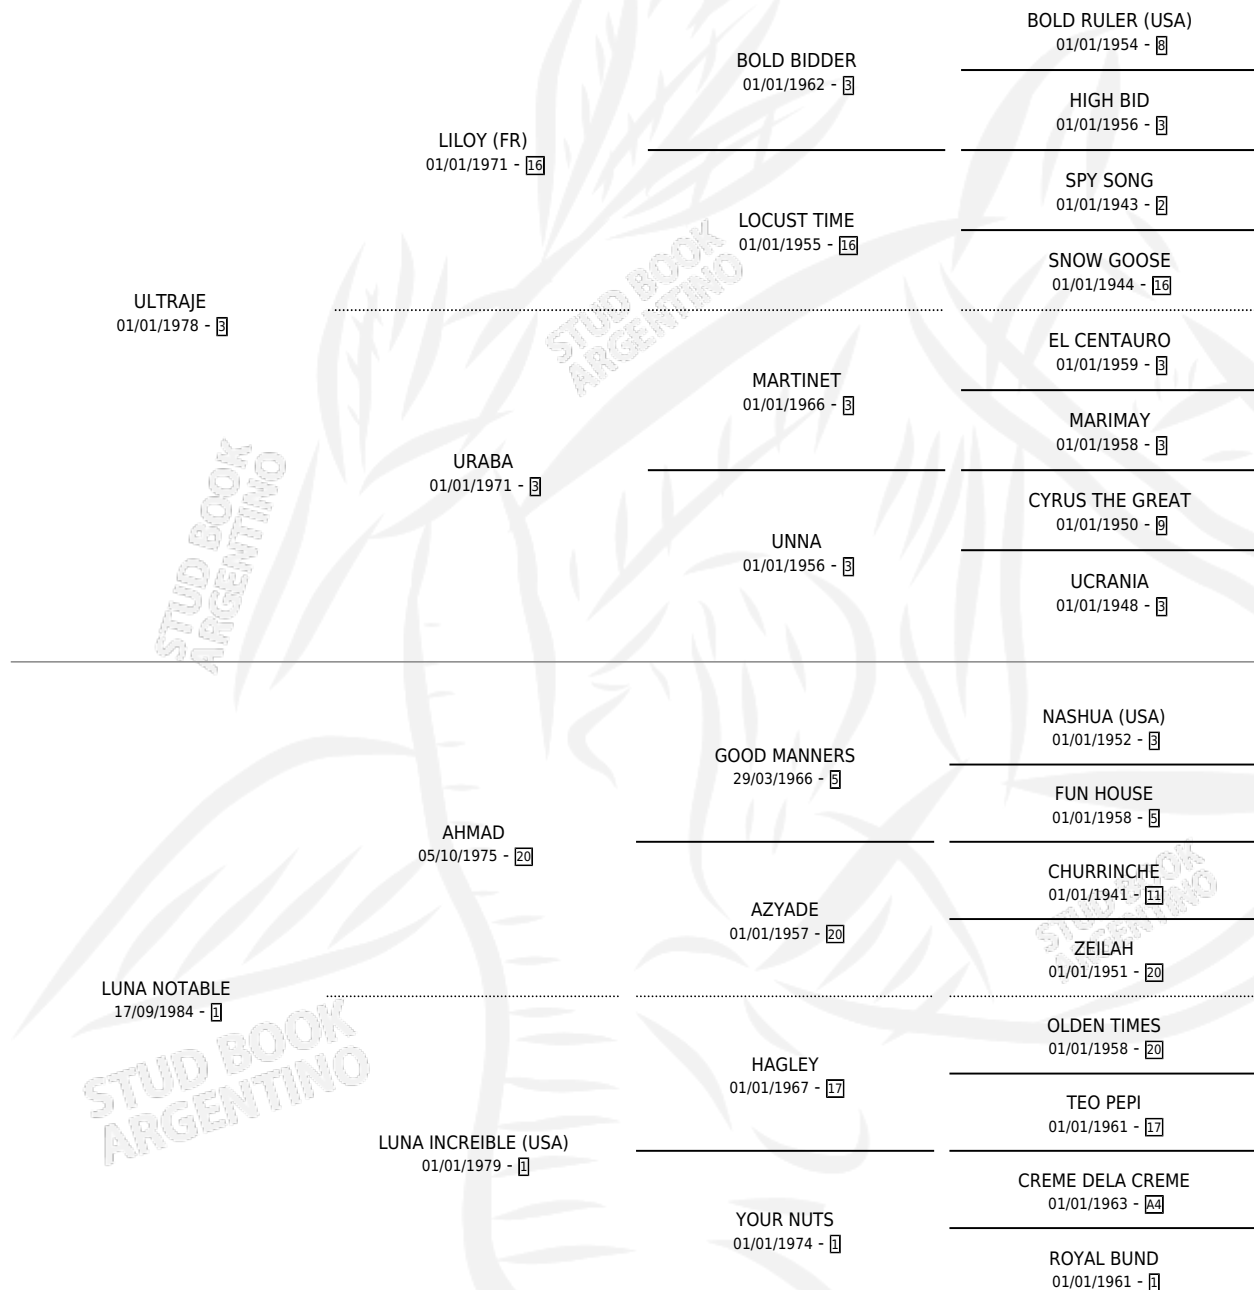 BOLD RULER (USA)
01/01/1954 - 8
BOLD BIDDER
01/01/1962 - 3
HIGH BID
01/01/1956 - 3
LILOY (FR)
01/01/1971 - 16
SPY SONG
01/01/1943 - 2
LOCUST TIME
01/01/1955 - 16
SNOW GOOSE
01/01/1944 - 16
ULTRAJE
01/01/1978 - 3
EL CENTAURO
01/01/1959 - 3
MARTINET
01/01/1966 - 3
MARIMAY
01/01/1958 - 3
URABA
01/01/1971 - 3
CYRUS THE GREAT
01/01/1950 - 9
UNNA
01/01/1956 - 3
UCRANIA
01/01/1948 - 3
NASHUA (USA)
01/01/1952 - 3
GOOD MANNERS
29/03/1966 - 5
FUN HOUSE
01/01/1958 - 5
AHMAD
05/10/1975 - 20
CHURRINCHE
01/01/1941 - 11
AZYADE
01/01/1957 - 20
ZEILAH
01/01/1951 - 20
LUNA NOTABLE
17/09/1984 - 1
OLDEN TIMES
01/01/1958 - 20
HAGLEY
01/01/1967 - 17
TEO PEPI
01/01/1961 - 17
LUNA INCREIBLE (USA)
01/01/1979 - 1
CREME DELA CREME
01/01/1963 - A4
YOUR NUTS
01/01/1974 - 1
ROYAL BUND
01/01/1961 - 1
STUD BOOK
ARGENTINO
STUD BOOK
ARGENTINO
STUD BOOK
ARGENTINO
STUD BOOK
ARGENTINO